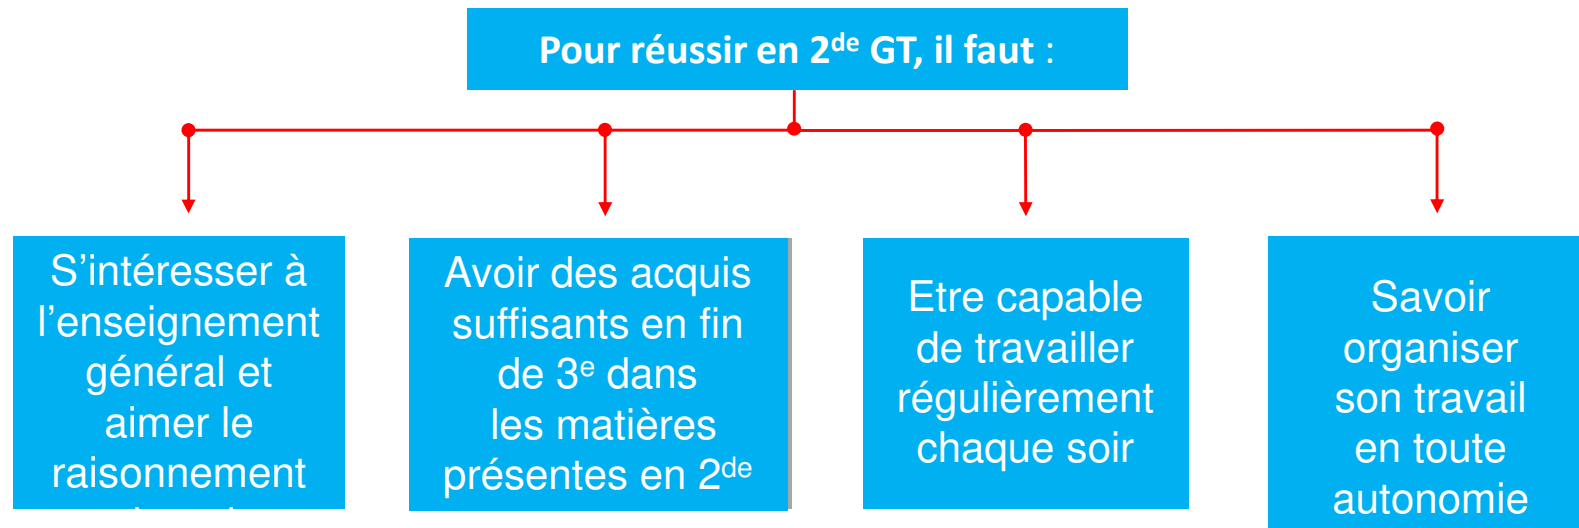 Pour réussir en 2de GT, il faut :
S’intéresser à
l’enseignement
général et
aimer le
raisonnement
Avoir des acquis
suffisants en fin
de 3e dans
les matières
présentes en 2de
Etre capable
de travailler
régulièrement
chaque soir
Savoir
organiser
son travail
en toute
autonomie